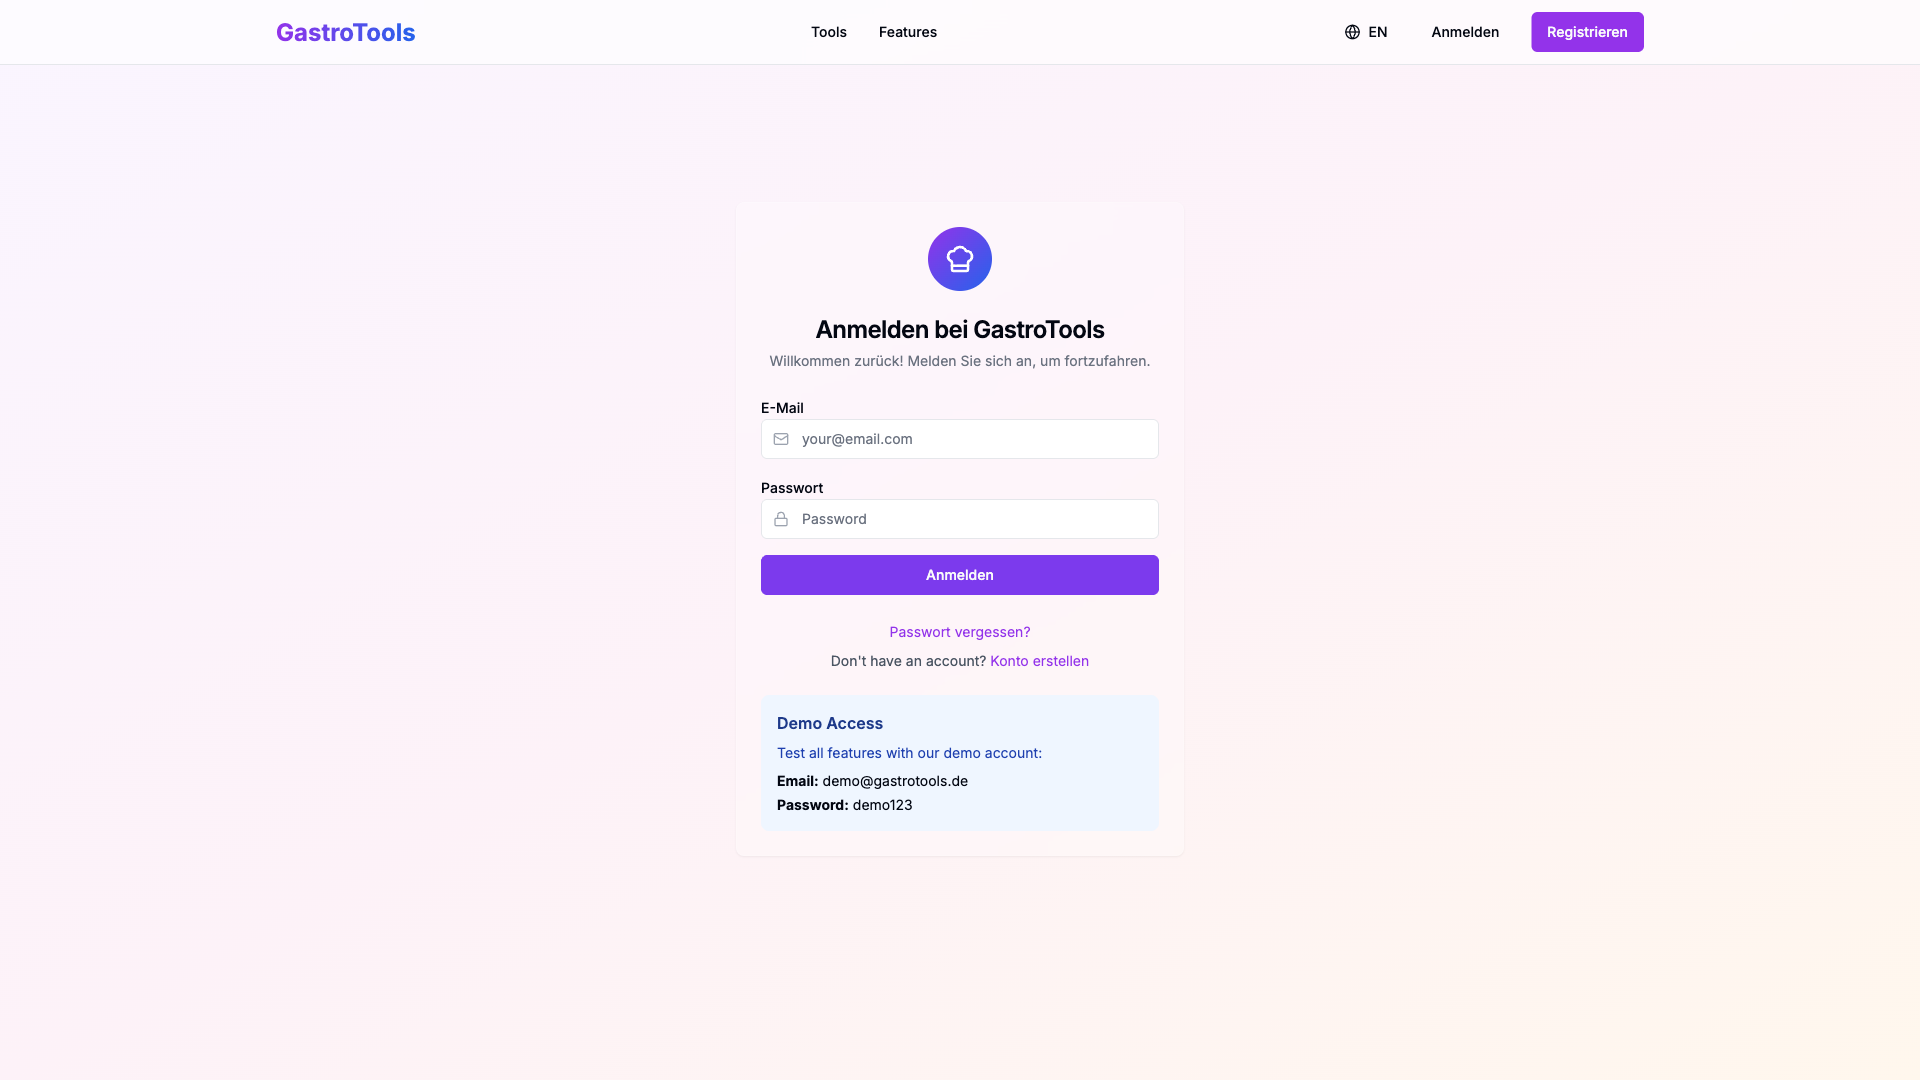 GastroTools
Tools
Features
EN
Anmelden
Registrieren
Anmelden bei GastroTools
Willkommen zurück! Melden Sie sich an, um fortzufahren.
E-Mail
your@email.com
Passwort
Password
Anmelden
Passwort vergessen?
Don't have an account? Konto erstellen
Demo Access
Test all features with our demo account:
Email: demo@gastrotools.de
Password: demo123